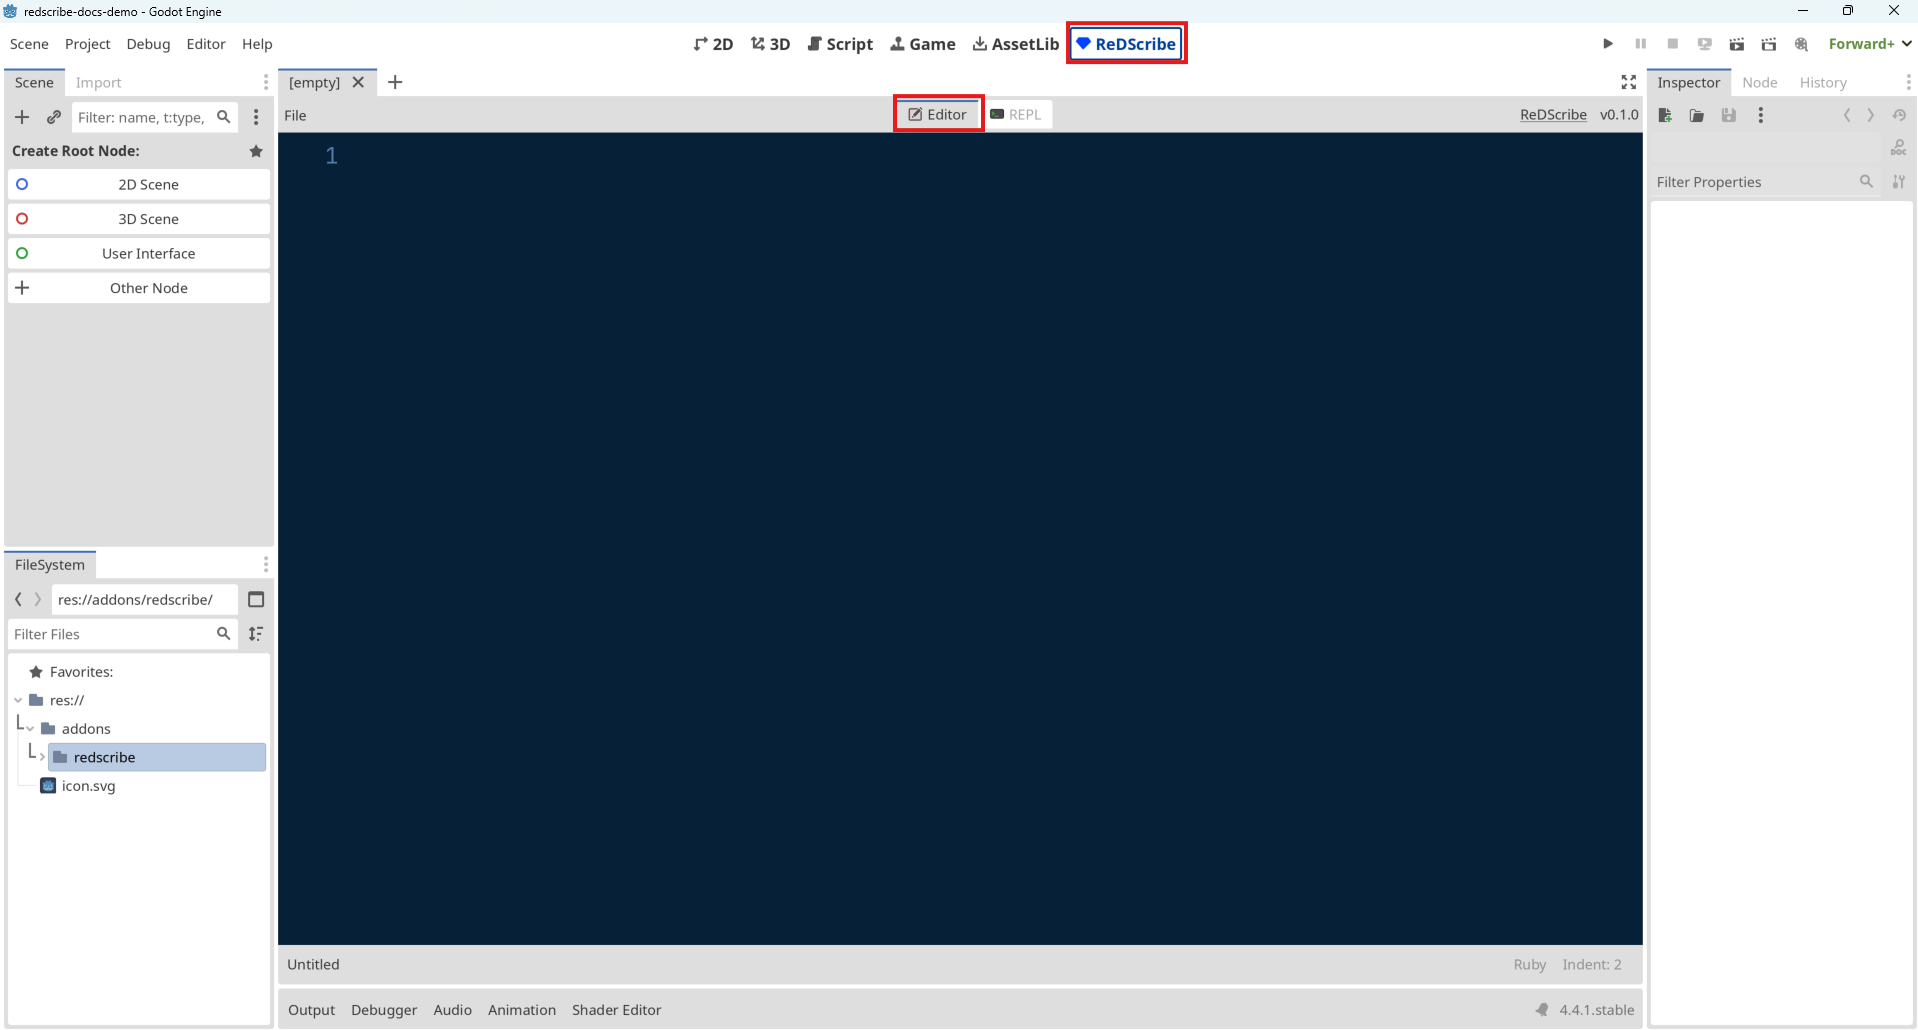 redscribe-docs-demo - Godot Engine
Scene Project Debug Editor Help
2D 3D Script Game AssetLib ReDScribe
Forward+
Scene Import
[empty]
Inspector Node History
Filter: name, t:type,
File
Editor REPL
ReDScribe v0.1.0
Create Root Node:
DOC
1
2D Scene
Filter Properties
3D Scene
User Interface
Other Node
FileSystem
res://addons/redscribe/
Filter Files
Favorites:
res://
addons
redscribe
icon.svg
Untitled
Ruby Indent: 2
Output Debugger Audio Animation Shader Editor
4.4.1.stable